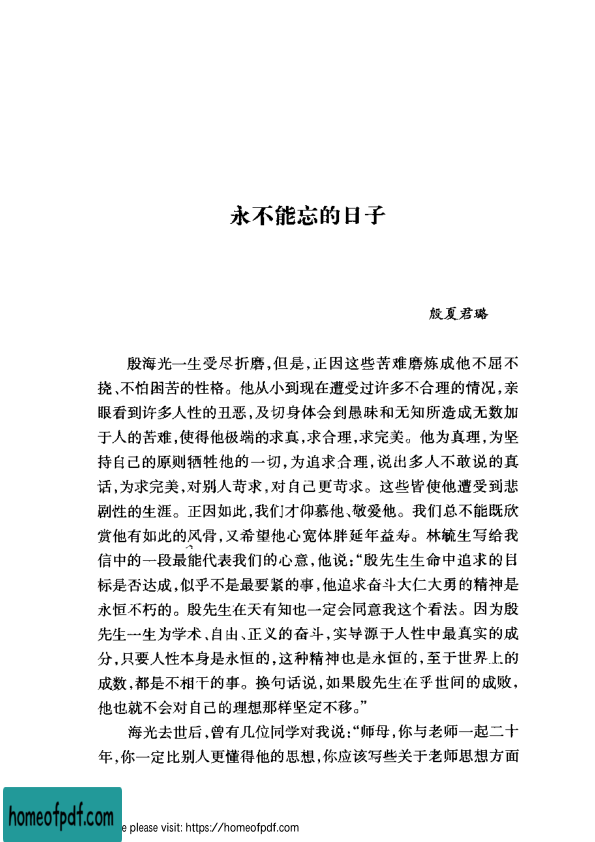 永不能忘的日子
殷夏君璐
殷海光一生受尽折磨,但是,正因这些苦难磨炼成他不屈不
挠、不怕困苦的性格。他从小到现在遭受过许多不合理的情况,亲
眼看到许多人性的丑恶,及切身体会到愚昧和无知所造成无数加
于人的苦难,使得他极端的求真,求合理,求完美。他为真理,为坚
持自己的原则牺牲他的一切,为追求合理,说出多人不敢说的真
话,为求完美,对别人苛求,对自己更苛求。这些皆使他遭受到悲
剧性的生涯。正因如此,我们才仰慕他、敬爱他。我们总不能既欣
赏他有如此的风骨,又希望他心宽体胖延年益寿。林毓生写给我
信中的一段最能代表我们的心意,他说:“殷先生生命中追求的目
标是否达成,似乎不是最要紧的事,他追求奋斗大仁大勇的精神是
永恒不朽的。殷先生在天有知也一定会同意我这个看法。因为殷
先生一生为学术、自由、正义的奋斗,实导源于人性中最真实的成
分,只要人性本身是永恒的,这种精神也是永恒的,至于世界上的
成数,都是不相干的事。换句话说,如果殷先生在乎世间的成败,
他也就不会对自己的理想那样坚定不移。”
海光去世后,曾有几位同学对我说:“师母,你与老师一起二十
年,你一定比别人更懂得他的思想,你应该写些关于老师思想方面
homeofpdf.com
e please visit: https://homeofpdf.com